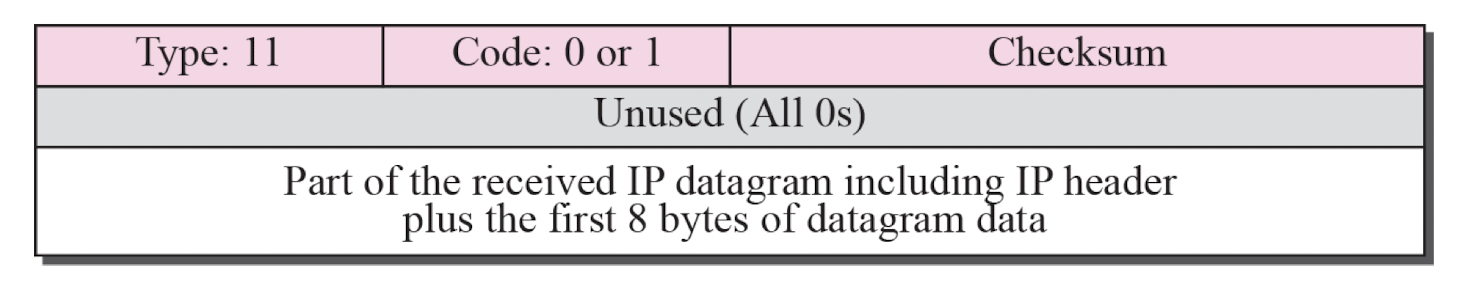 Type: 11 Code: 0 or 1 Checksum
Unused (All 0s)
Part of the received IP datagram including IP header
plus the first 8 bytes of datagram data